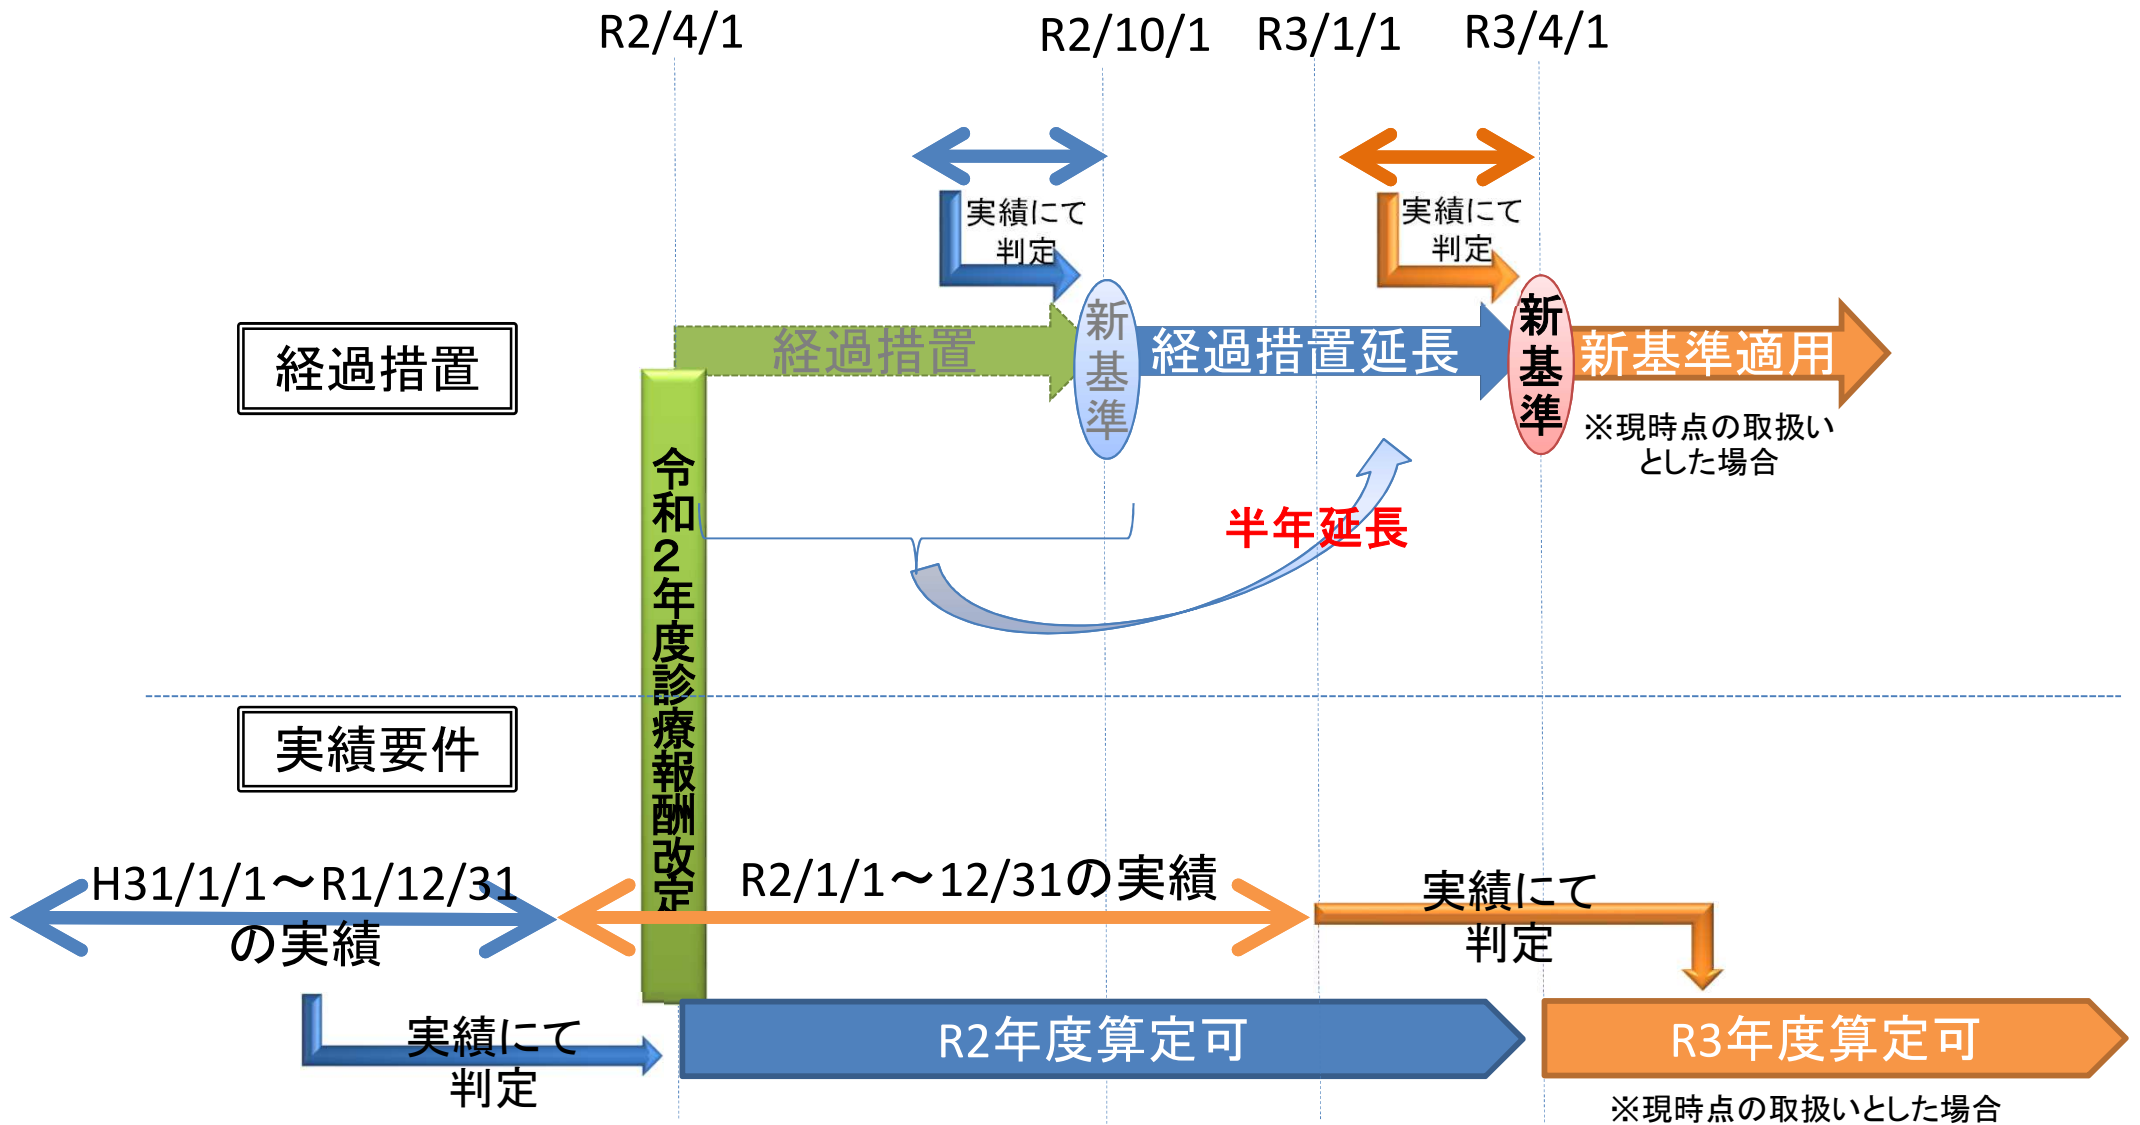 R2/4/1
R2/10/1
R3/1/1
R3/4/1
実績にて
判定
実績にて
判定
経過措置
経過措置
新基準
経過措置延長
新基準
新基準適用
※現時点の取扱い
とした場合
半年延長
令和２年度診療報酬改定
実績要件
H31/1/1～R1/12/31
の実績
R2/1/1～12/31の実績
実績にて
判定
実績にて
判定
R2年度算定可
R3年度算定可
※現時点の取扱いとした場合